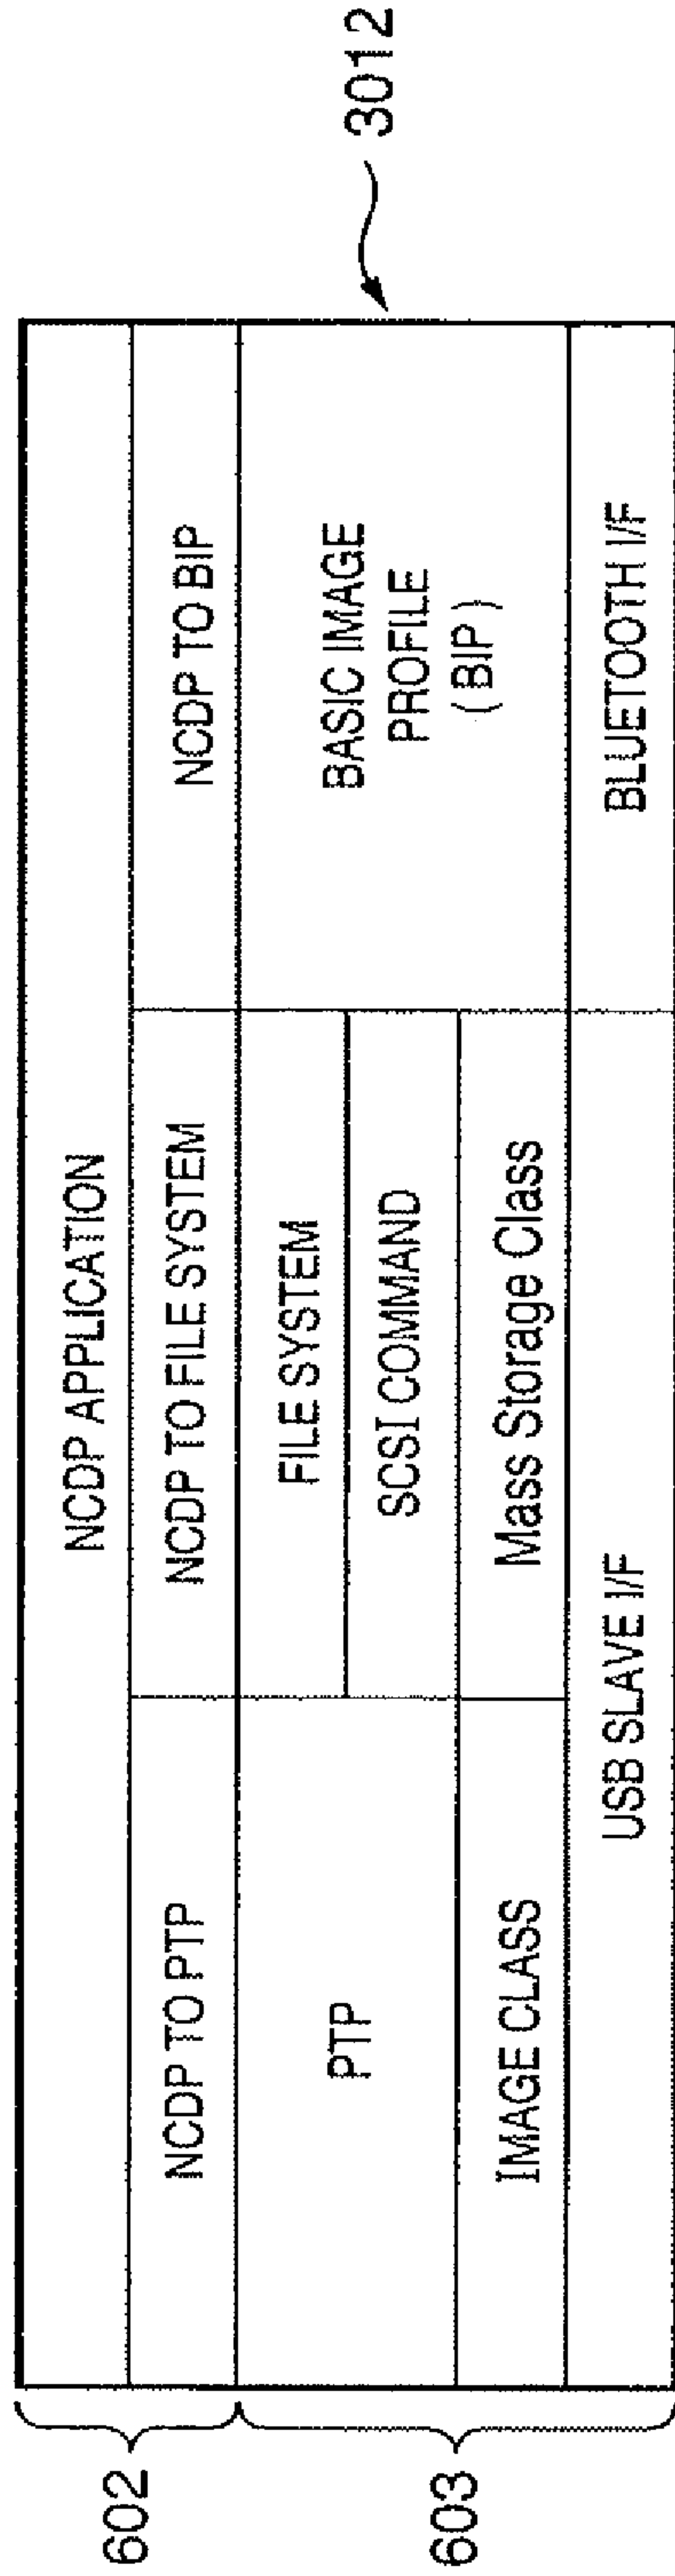 3012
602
NCDP APPLICATION
NCDP TO PTP
NCDP TO FILE SYSTEM
NCDP TO BIP
603
PTP
FILE SYSTEM
SCSI COMMAND
BASIC IMAGE
PROFILE
( BIP )
IMAGE CLASS
Mass Storage Class
USB SLAVE I/F
BLUETOOTH I/F